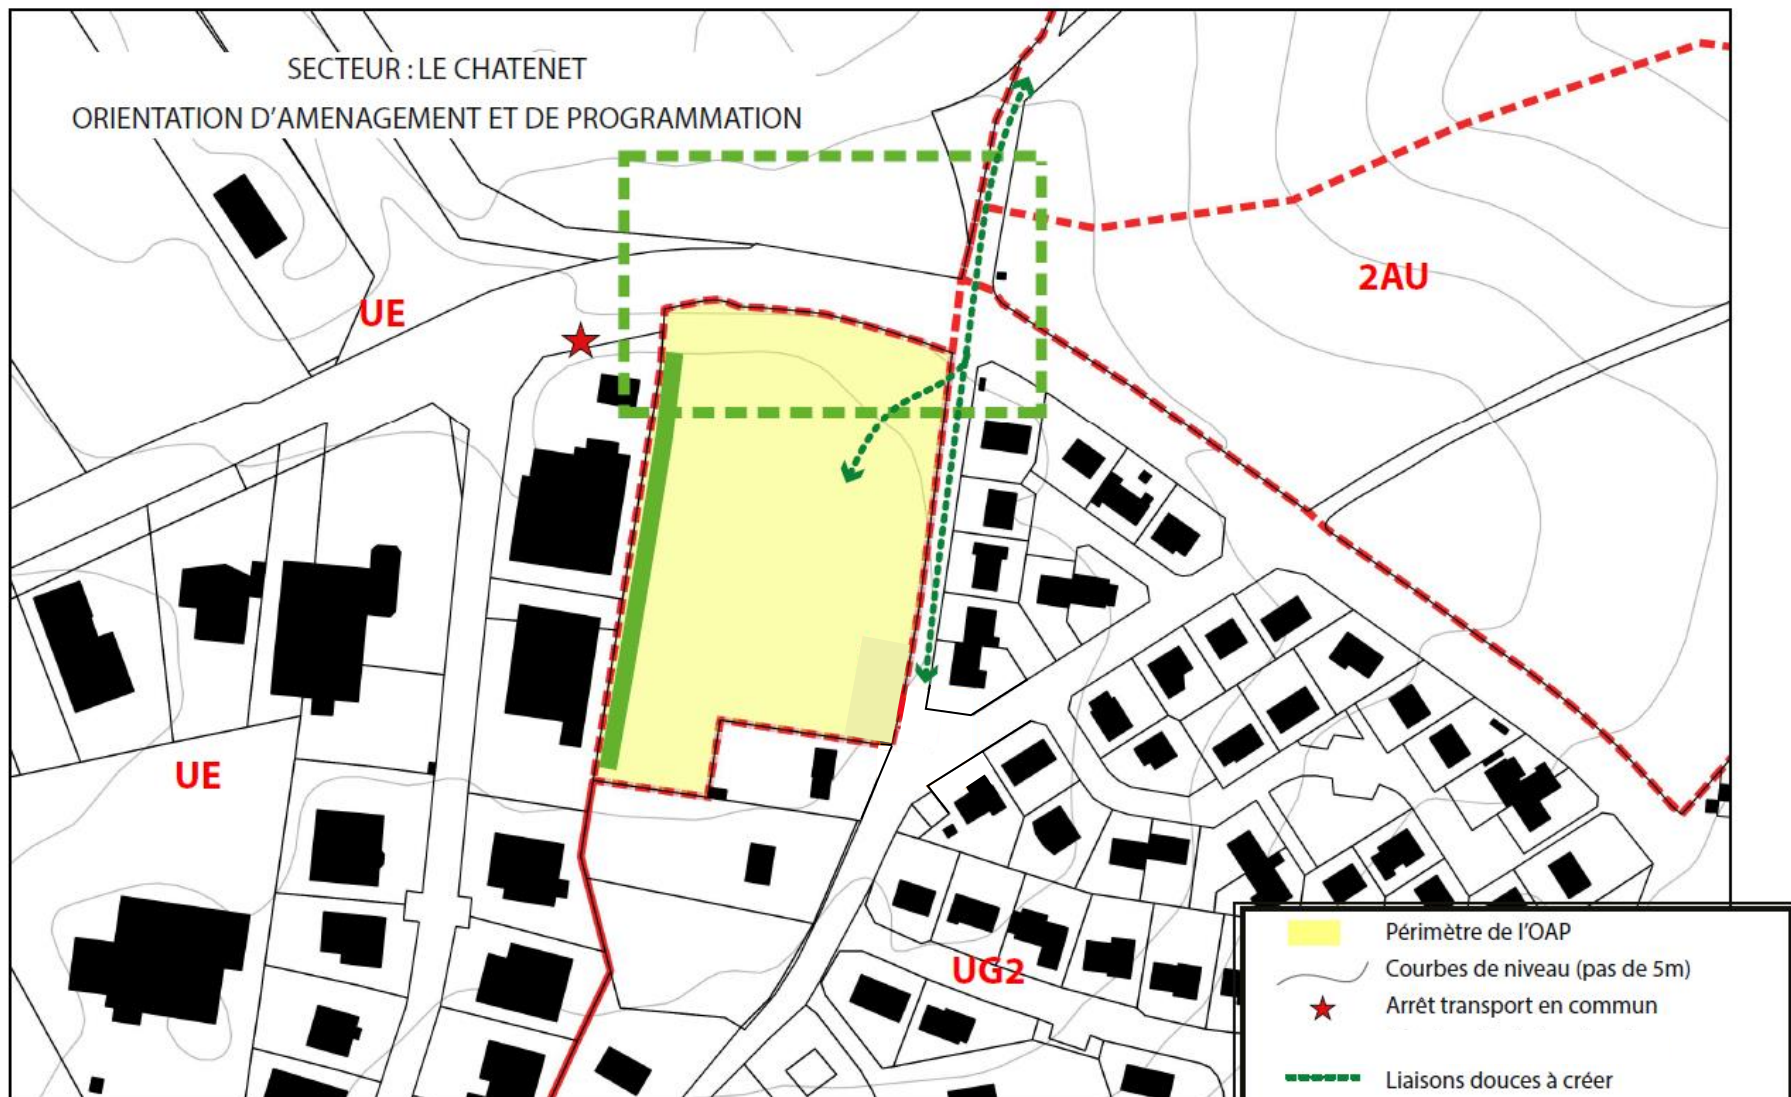 SECTEUR : LE CHATENET
ORIENTATION D'AMENAGEMENT ET DE PROGRAMMATION
UE
2AU
UE
UG2
Périmètre de l'OAP
Courbes de niveau (pas de 5m)
Arrêt transport en commun
Liaisons douces à créer